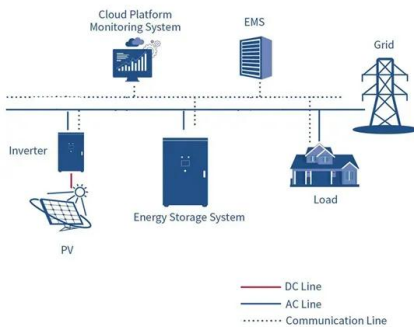 Cloud Platform
Monitoring System
EMS
Grid
Inverter
Energy Storage System
Load
PV
DC Line
AC Line
Communication Line